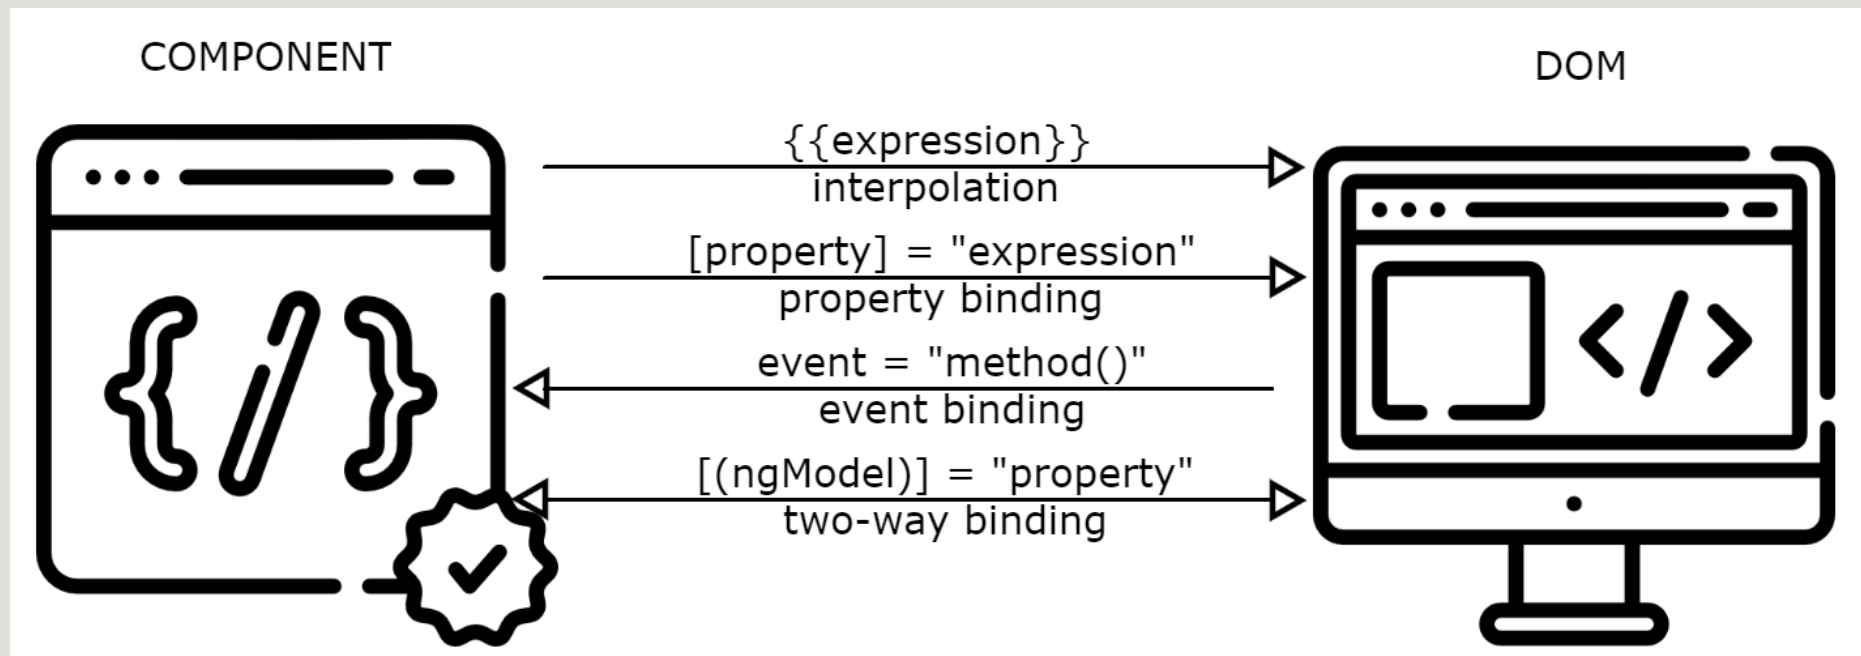 COMPONENT
DOM
{{expression}}
interpolation
[property] = "expression"
property binding
event = "method()"
event binding
[(ngModel)] = "property"
two-way binding